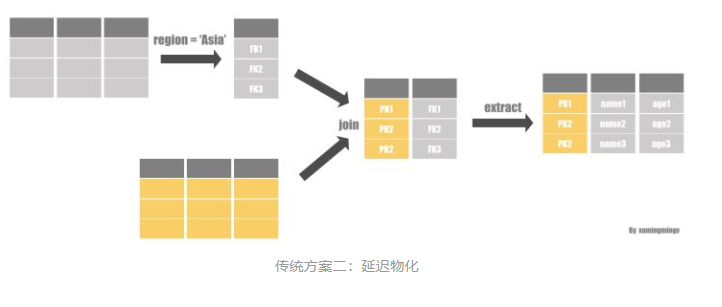 region = 'Asia'
FK1
FK2
FK3
join
PK1 FK1
PK2 FK2
PK2 FK3
extract
PK1 name1 age1
PK2 name2 age2
PK2 name3 age3
By xumingmingv
传统方案二：延迟物化